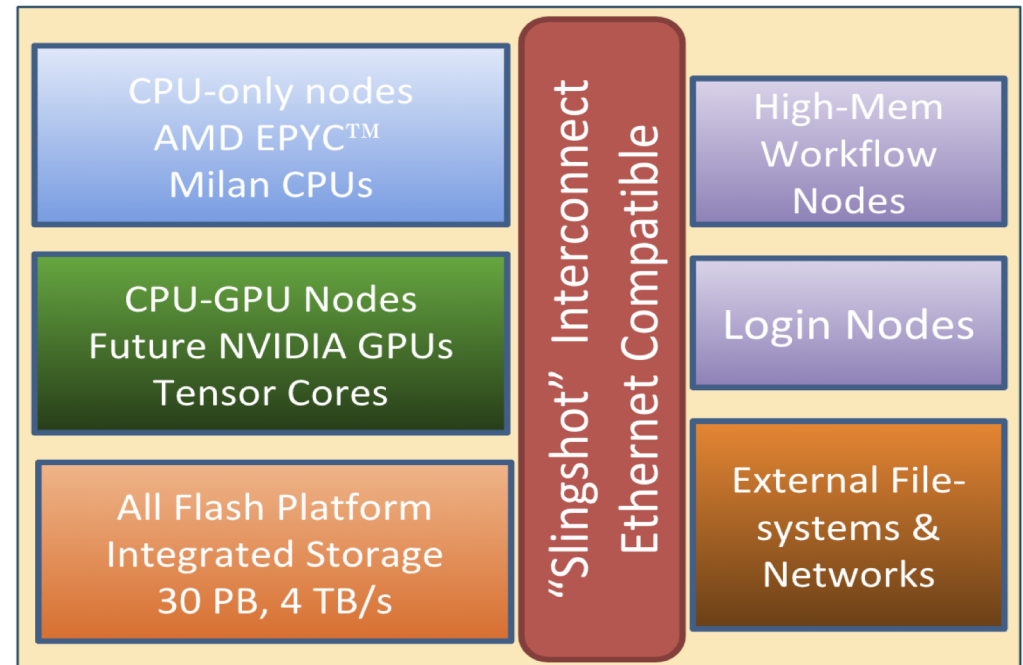 CPU-only nodes
AMD EPYC™
Milan CPUs
CPU-GPU Nodes
Future NVIDIA GPUs
Tensor Cores
All Flash Platform
Integrated Storage
30 PB, 4 TB/s
“Slingshot” Interconnect
Ethernet Compatible
High-Mem
Workflow
Nodes
Login Nodes
External File-
systems &
Networks